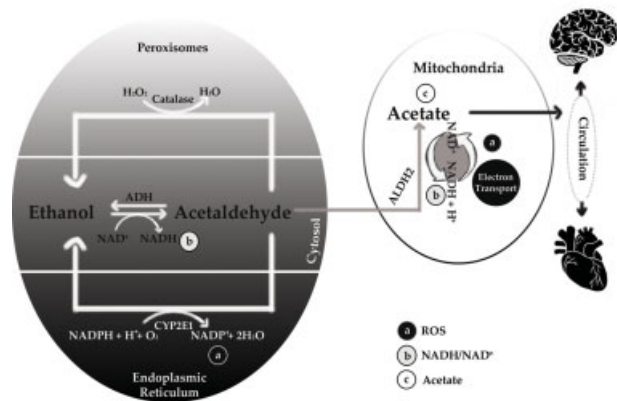 Peroxisomes
H₂O₂ H₂O
Catalase
ADH
Ethanol Acetaldehyde
NAD⁺ NADH b
Cytosol
CYP2E1
NADPH + H⁺+ O₂ NADP⁺+ 2H₂O
a
Endoplasmic
Reticulum
Mitochondria
c
Acetate
NAD⁺
NADH + H⁺
a
Electron
Transport
b
ALDH2
Circulation
a ROS
b NADH/NAD⁺
c Acetate